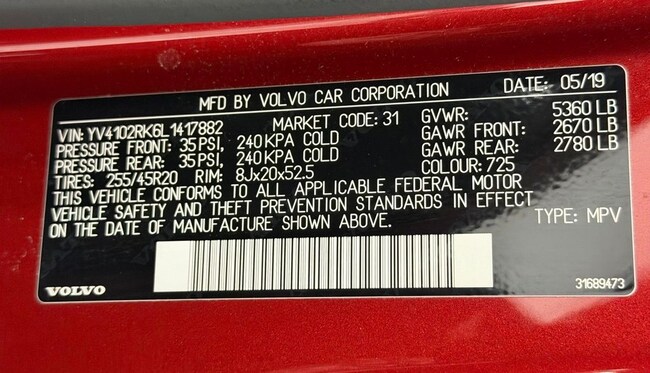 MFD BY VOLVO CAR CORPORATION DATE: 05/19
VIN: YV4102RK6L1417882 MARKET CODE: 31 GVWR: 5360 LB
PRESSURE FRONT: 35 PSI, 240 KPA COLD GAWR FRONT: 2670 LB
PRESSURE REAR: 35 PSI, 240 KPA COLD GAWR REAR: 2780 LB
TIRES: 255/45R20 RIM: 8Jx20x52.5 COLOUR: 725
THIS VEHICLE CONFORMS TO ALL APPLICABLE FEDERAL MOTOR
VEHICLE SAFETY AND THEFT PREVENTION STANDARDS IN EFFECT
ON THE DATE OF MANUFACTURE SHOWN ABOVE. TYPE: MPV
VOLVO 31689473